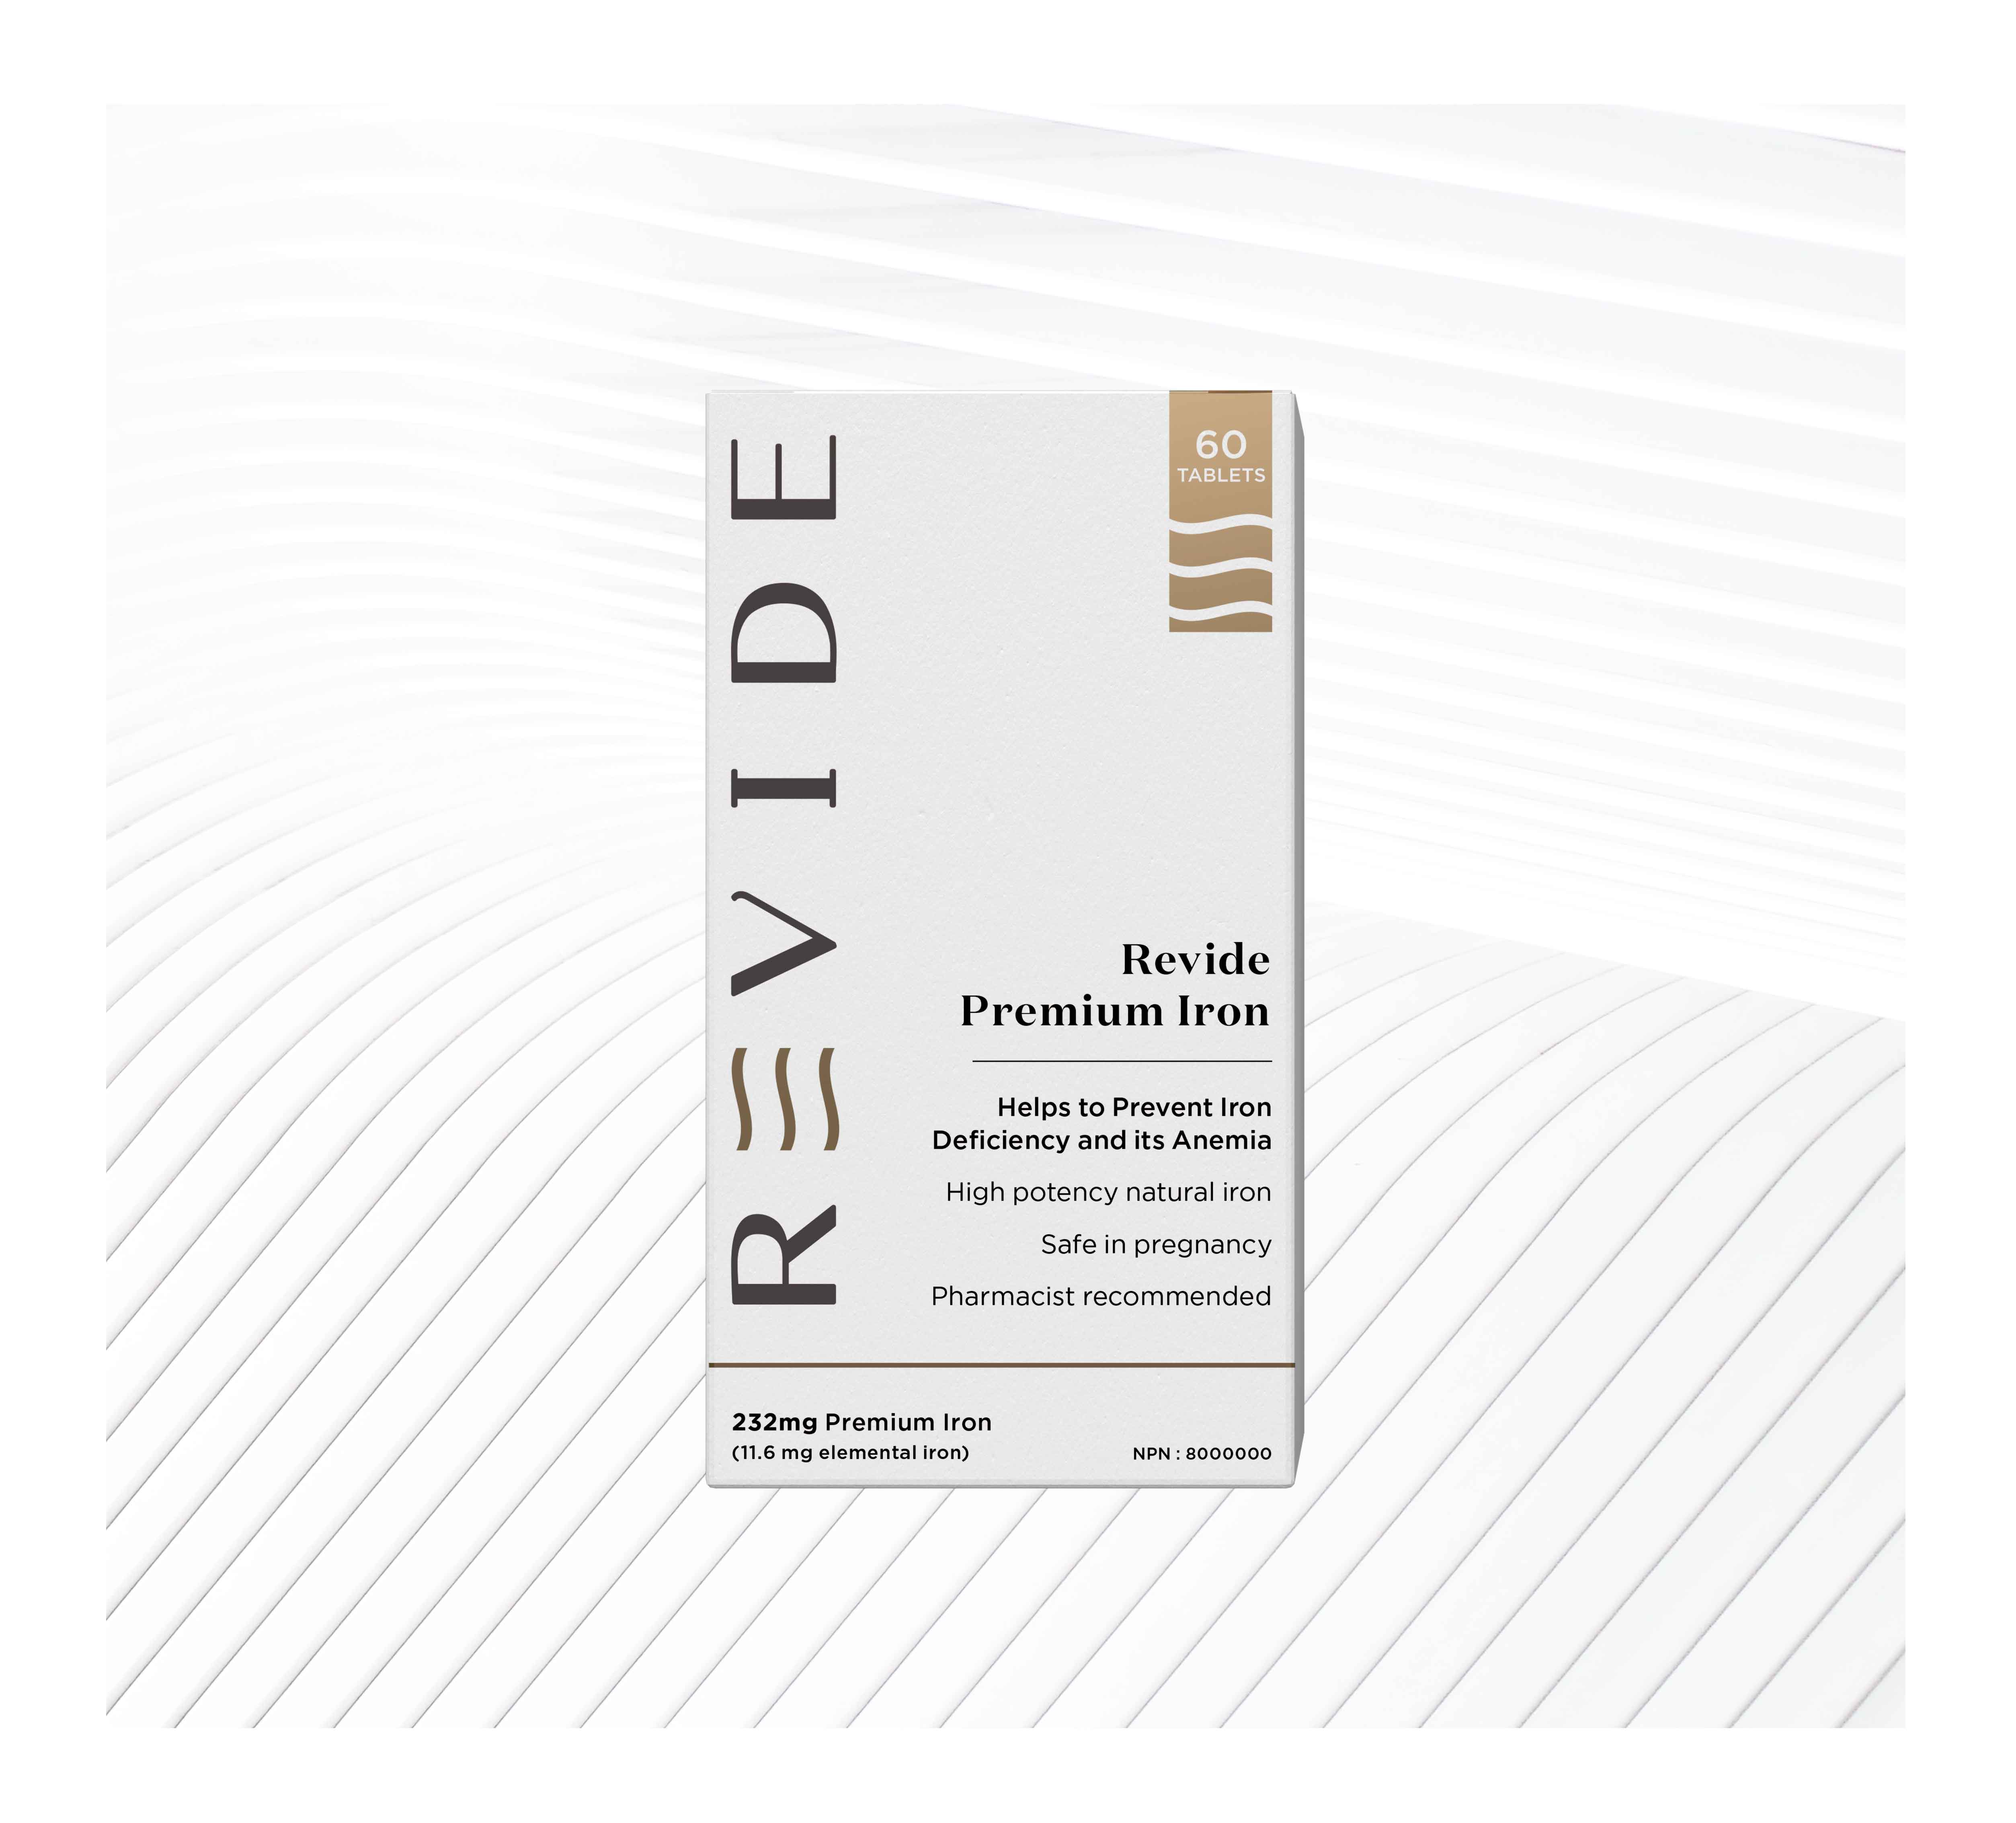 REVIDE
60
TABLETS
Revide
Premium Iron
Helps to Prevent Iron
Deficiency and its Anemia
High potency natural iron
Safe in pregnancy
Pharmacist recommended
232mg Premium Iron
(11.6 mg elemental iron)
NPN : 8000000